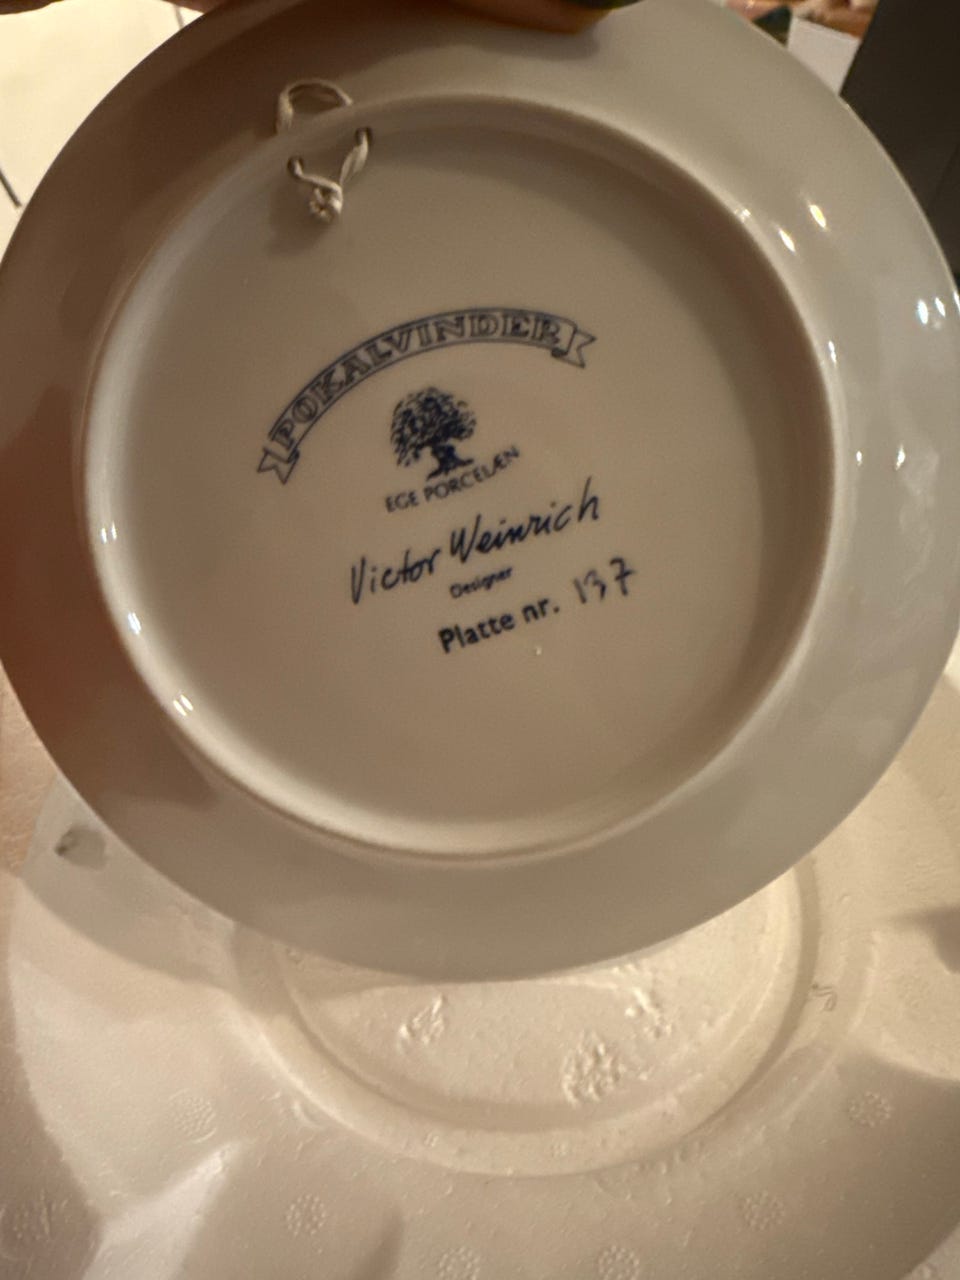 POKALVINDER
EGE PORCELÆN
Victor Weinrich
Designer
Platte nr. 137